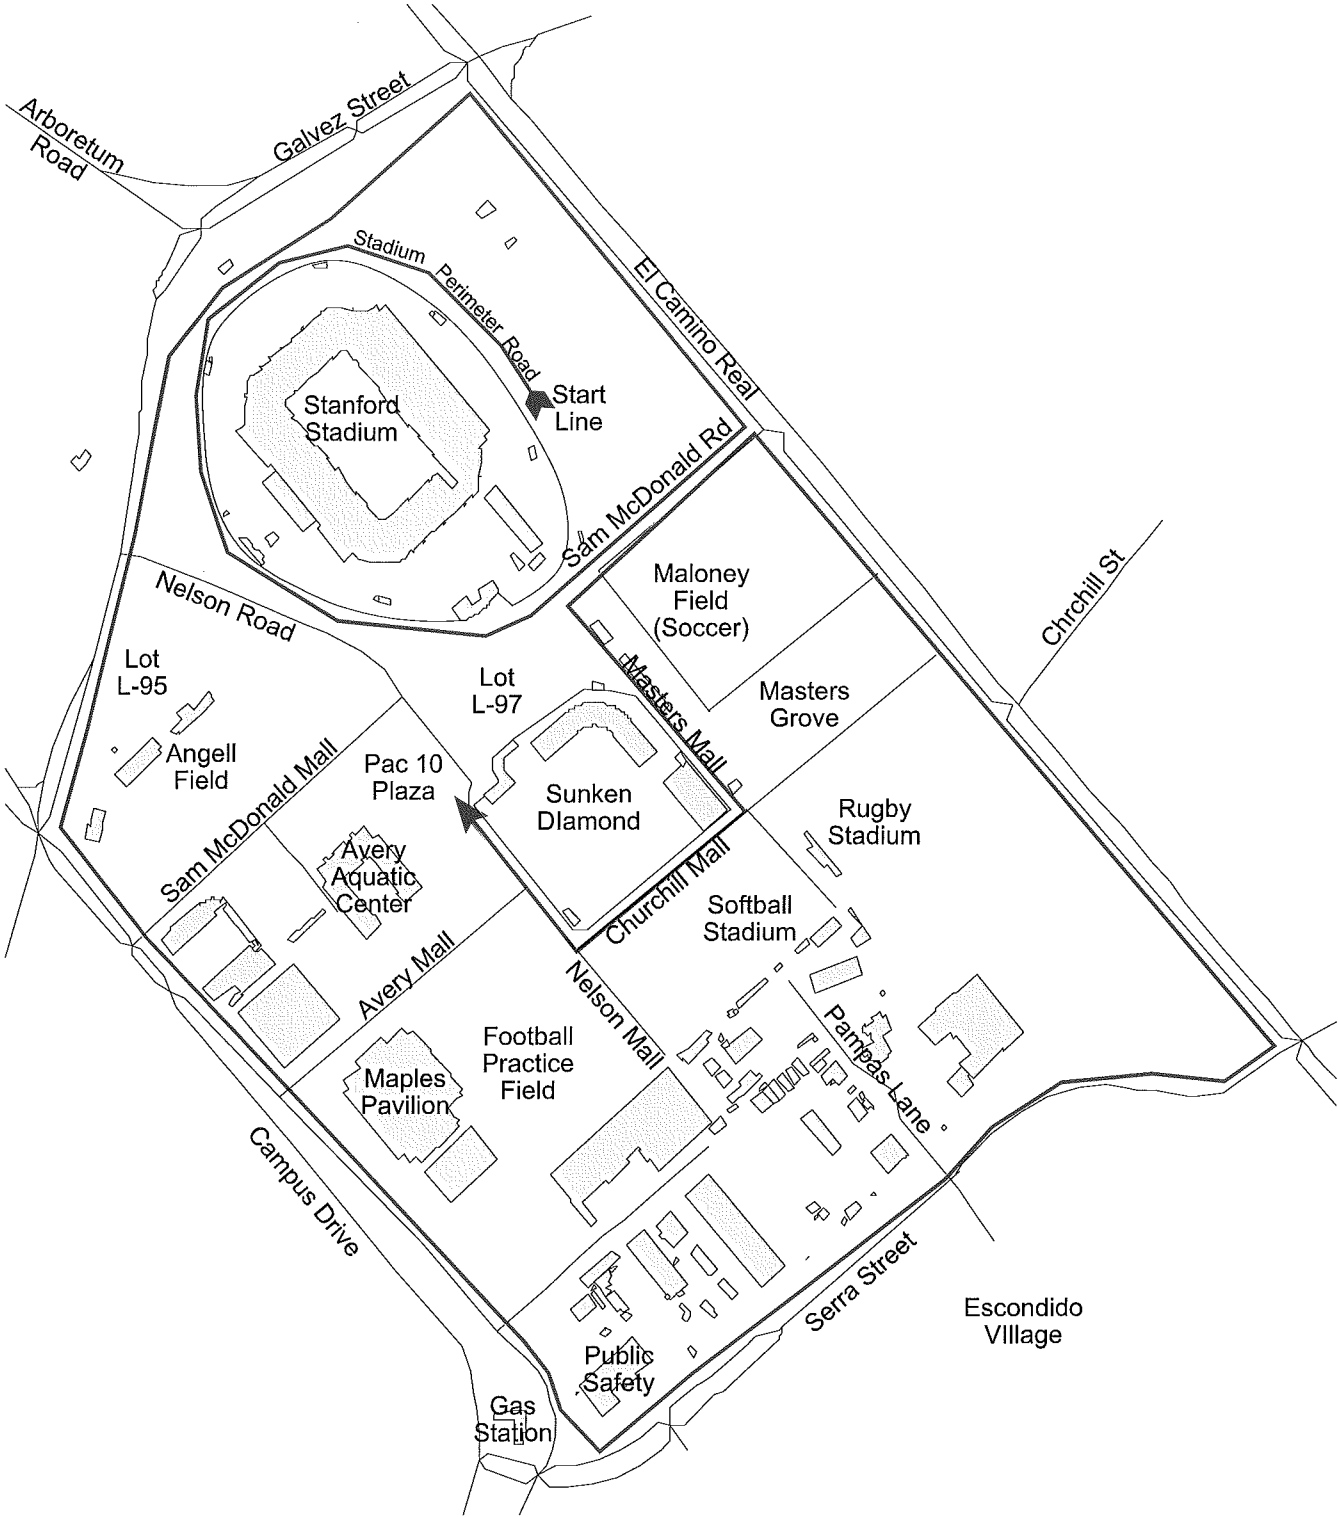 Arboretum
Road
Galvez Street
Stadium Perimeter Road
El Camino Real
Start
Line
Stanford
Stadium
Sam McDonald Rd
Maloney
Field
(Soccer)
Chrchill St
Nelson Road
Lot
L-95
Lot
L-97
Masters Mall
Masters
Grove
Angell
Field
Sam McDonald Mall
Pac 10
Plaza
Sunken
DIamond
Rugby
Stadium
Avery
Aquatic
Center
Churchill Mall
Softball
Stadium
Avery Mall
Nelson Mall
Football
Practice
Field
Pampas Lane
Maples
Pavilion
Campus Drive
Serra Street
Escondido
VIllage
Public
Safety
Gas
Station